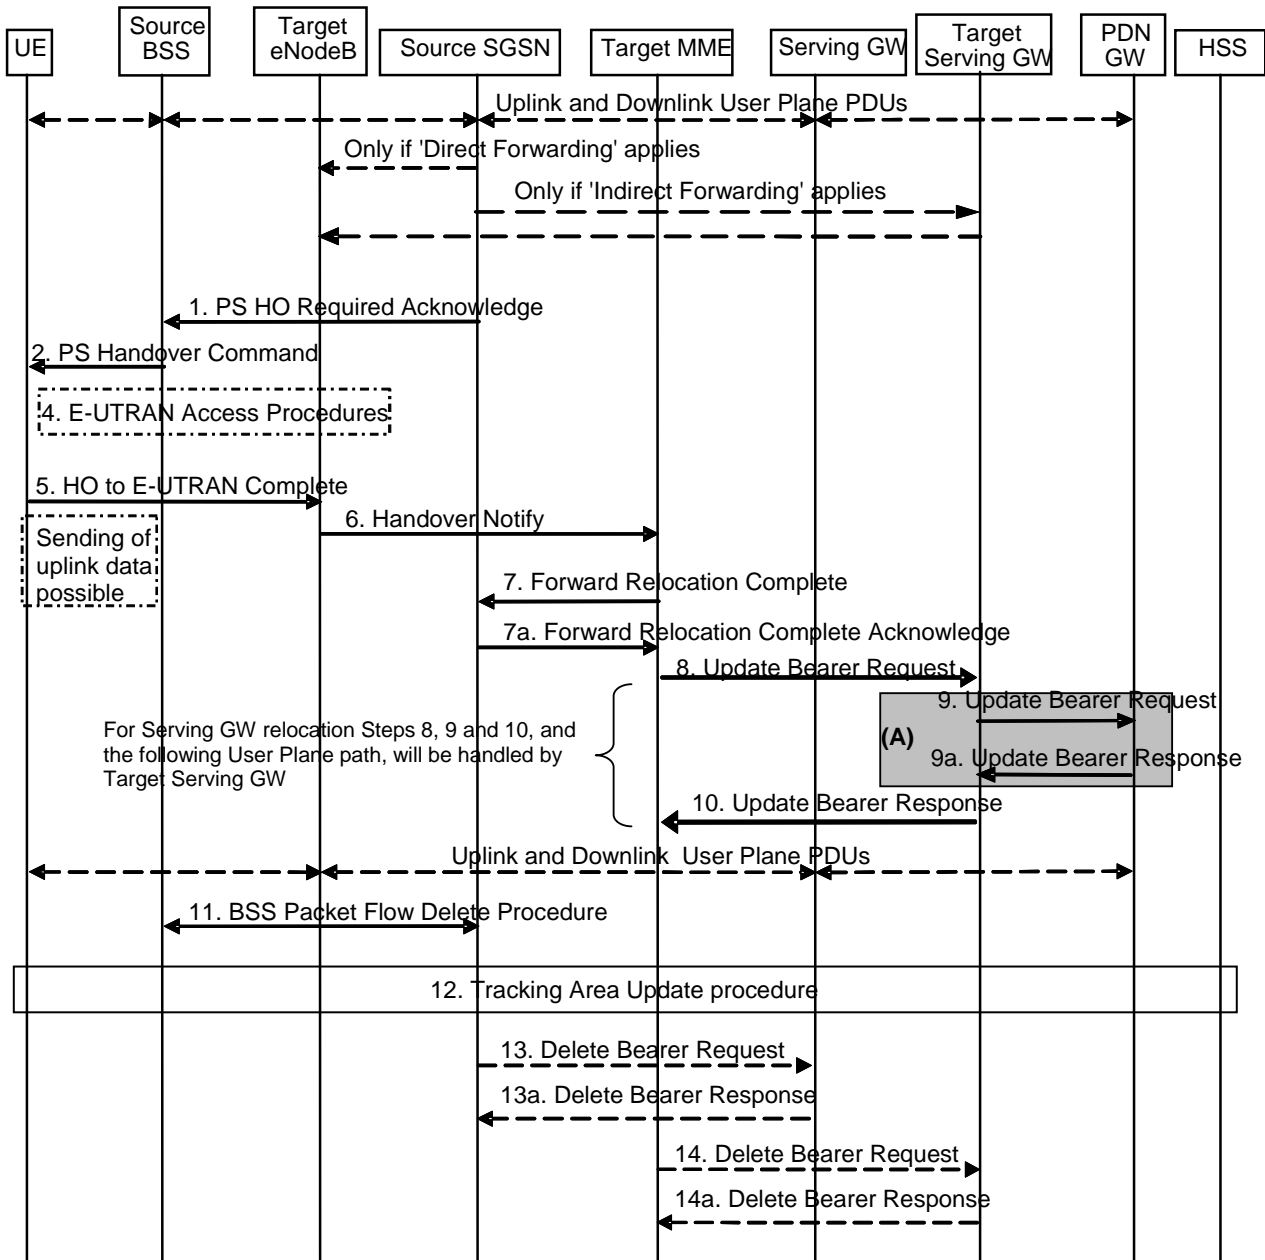 UE
Source
BSS
Target
eNodeB
Source SGSN
Target MME
Serving GW
Target
Serving GW
PDN
GW
HSS
Uplink and Downlink User Plane PDUs
Only if 'Direct Forwarding' applies
Only if 'Indirect Forwarding' applies
1. PS HO Required Acknowledge
2. PS Handover Command
4. E-UTRAN Access Procedures
5. HO to E-UTRAN Complete
6. Handover Notify
Sending of
uplink data
possible
7. Forward Relocation Complete
7a. Forward Relocation Complete Acknowledge
8. Update Bearer Request
9. Update Bearer Request
(A)
9a. Update Bearer Response
For Serving GW relocation Steps 8, 9 and 10, and
the following User Plane path, will be handled by
Target Serving GW
10. Update Bearer Response
Uplink and Downlink User Plane PDUs
11. BSS Packet Flow Delete Procedure
12. Tracking Area Update procedure
13. Delete Bearer Request
13a. Delete Bearer Response
14. Delete Bearer Request
14a. Delete Bearer Response